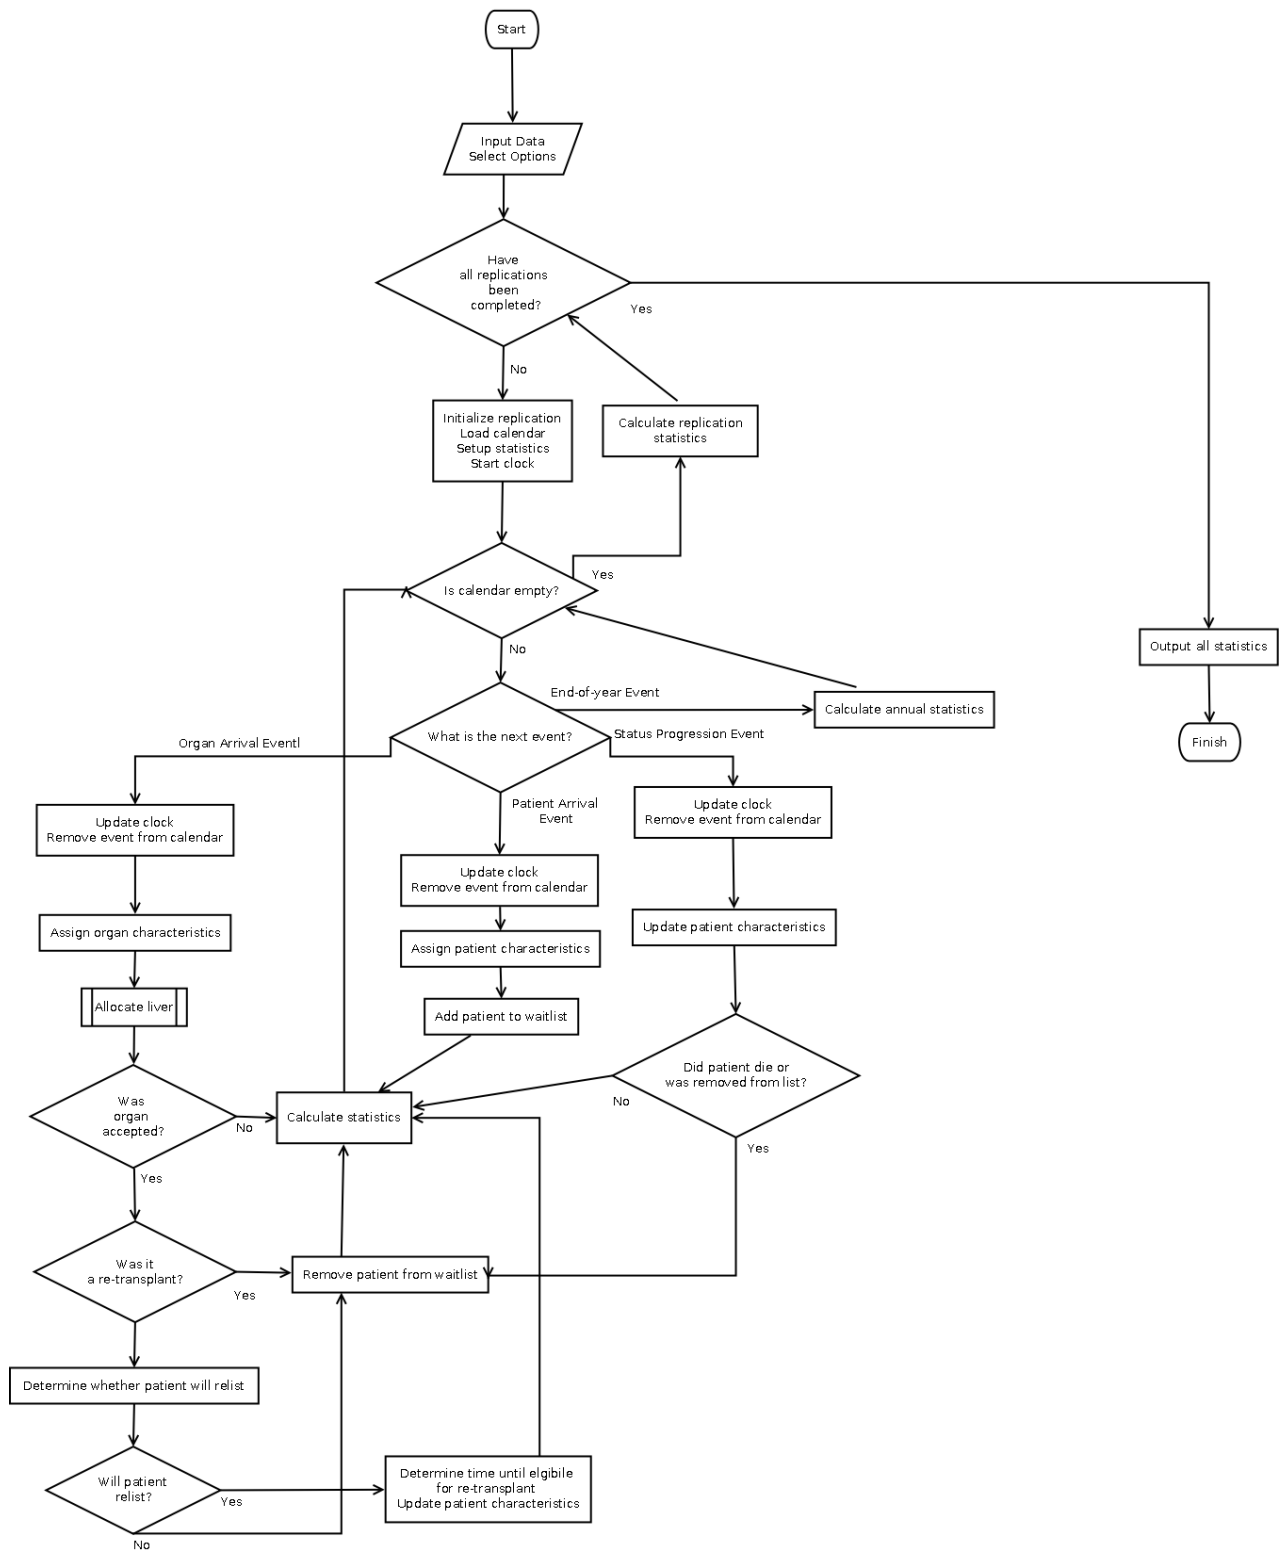 Start
Input Data
Select Options
Have
all replications
been
completed?
Yes
No
Initialize replication
Load calendar
Setup statistics
Start clock
Calculate replication
statistics
Is calendar empty?
Yes
No
Output all statistics
Finish
End-of-year Event
Calculate annual statistics
What is the next event?
Status Progression Event
Organ Arrival Eventl
Patient Arrival
Event
Update clock
Remove event from calendar
Update clock
Remove event from calendar
Update clock
Remove event from calendar
Assign organ characteristics
Assign patient characteristics
Update patient characteristics
Allocate liver
Add patient to waitlist
Did patient die or
was removed from list?
No
Yes
Was
organ
accepted?
No
Yes
Calculate statistics
Was it
a re-transplant?
Yes
Remove patient from waitlist
Determine whether patient will relist
Will patient
relist?
Yes
No
Determine time until elgibile
for re-transplant
Update patient characteristics